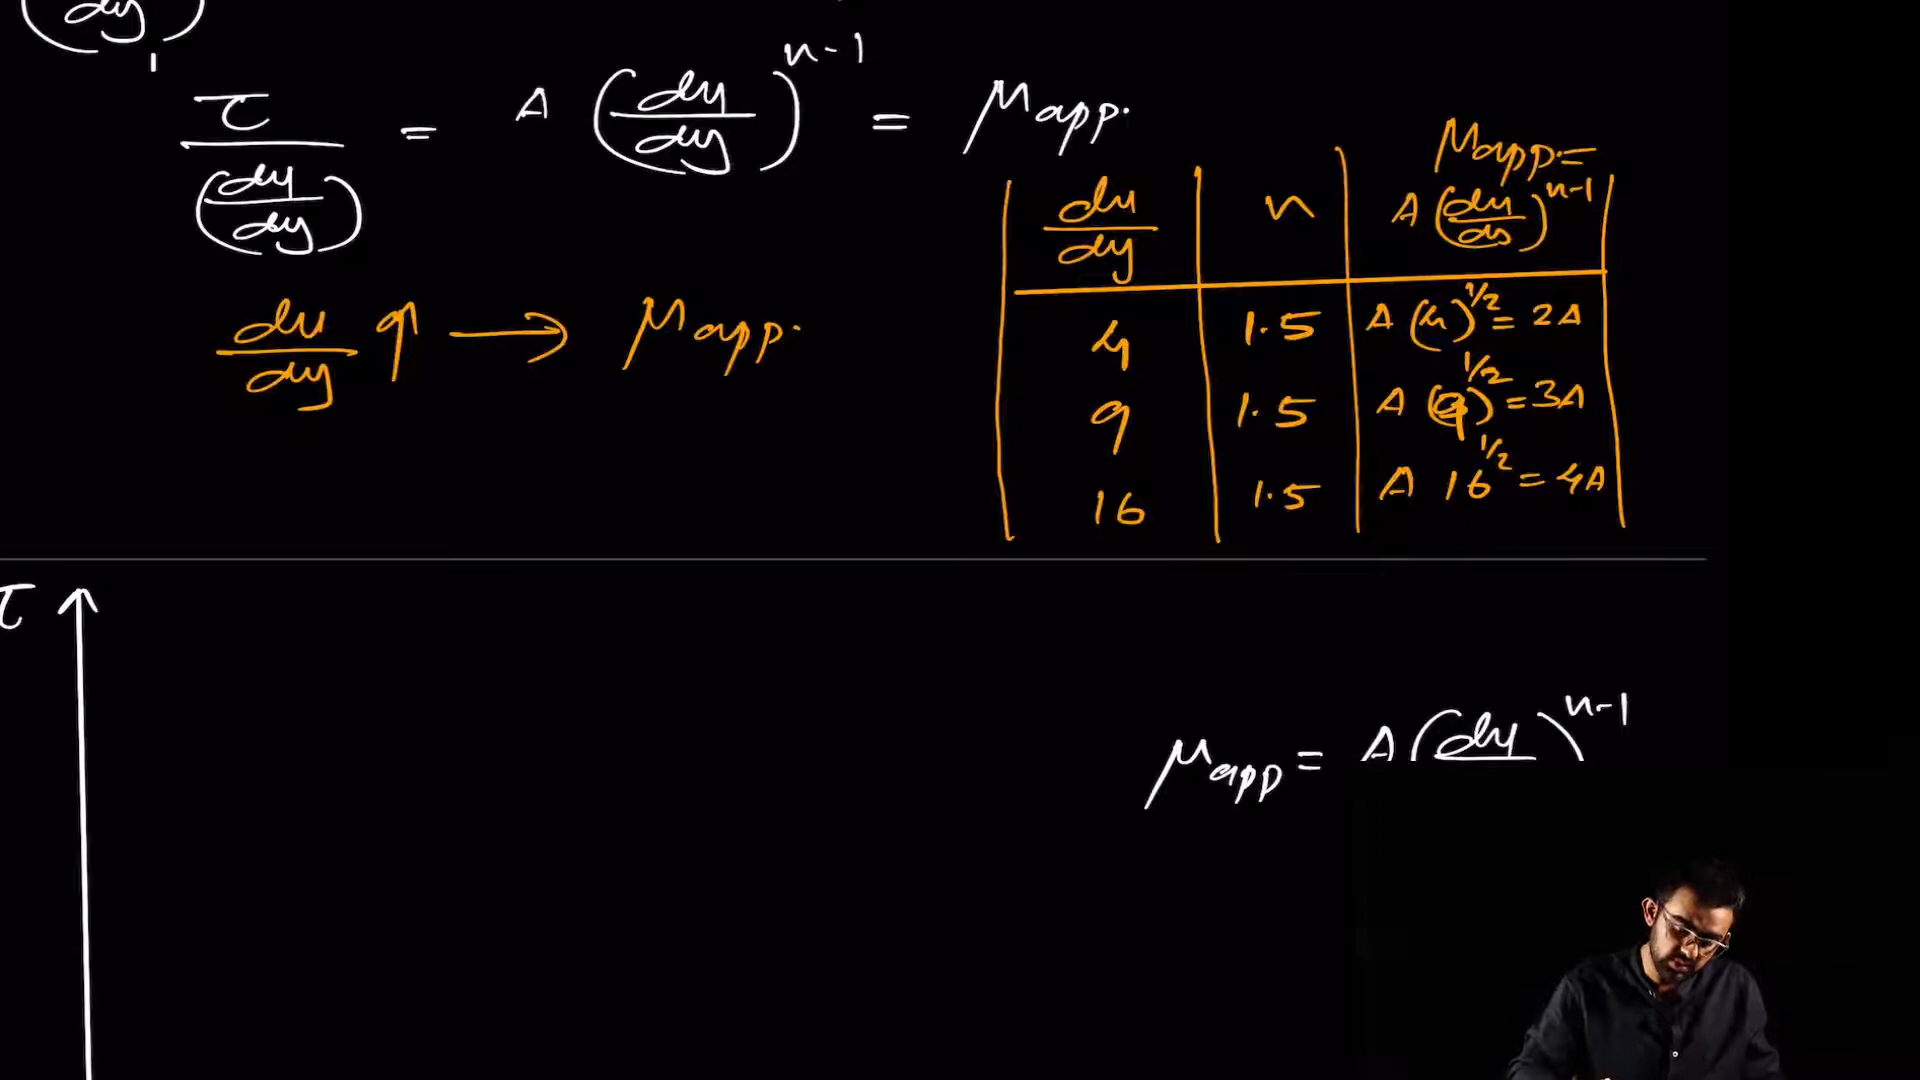 (du/dy)
τ/(du/dy) = A (du/dy)^n-1 = μapp.
du/dy ↑ → μapp.
du/dy | n | μapp.= A (du/dy)^n-1
4 | 1.5 | A (4)^1/2 = 2A
9 | 1.5 | A (9)^1/2 = 3A
16 | 1.5 | A 16^1/2 = 4A
τ
μapp = A (du
n-1